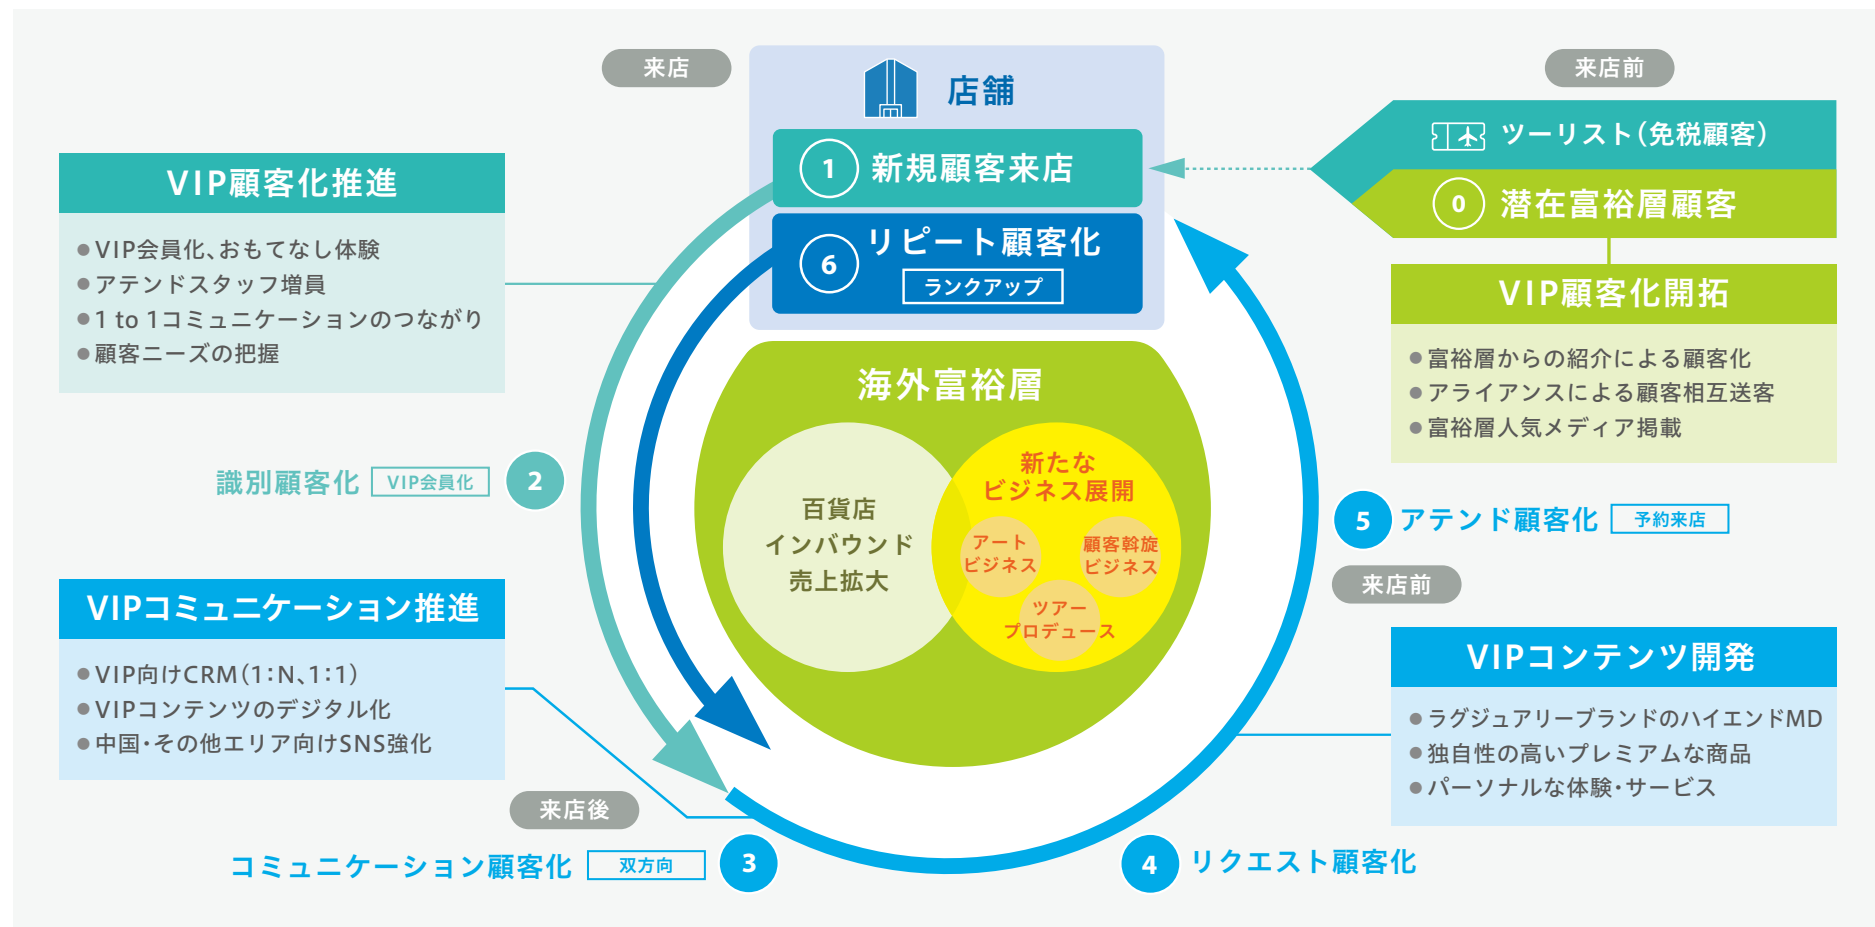 来店
店舗
1 新規顧客来店
6 リピート顧客化
ランクアップ
来店前
ツーリスト（免税顧客）
0 潜在富裕層顧客
VIP顧客化開拓
●富裕層からの紹介による顧客化
●アライアンスによる顧客相互送客
●富裕層人気メディア掲載
VIP顧客化推進
●VIP会員化、おもてなし体験
●アテンドスタッフ増員
●1 to 1コミュニケーションのつながり
●顧客ニーズの把握
識別顧客化 VIP会員化 2
海外富裕層
百貨店
インバウンド
売上拡大
新たな
ビジネス展開
アート
ビジネス
顧客斡旋
ビジネス
ツアー
プロデュース
5 アテンド顧客化 予約来店
来店前
VIPコミュニケーション推進
●VIP向けCRM（1：N、1：1）
●VIPコンテンツのデジタル化
●中国・その他エリア向けSNS強化
VIPコンテンツ開発
●ラグジュアリーブランドのハイエンドMD
●独自性の高いプレミアムな商品
●パーソナルな体験・サービス
来店後
コミュニケーション顧客化 双方向 3
4 リクエスト顧客化